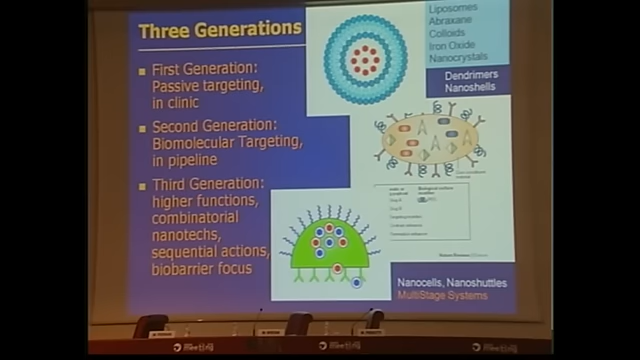 Three Generations
First Generation:
Passive targeting,
in clinic
Second Generation:
Biomolecular Targeting,
in pipeline
Third Generation:
higher functions,
combinatorial
nanotechs,
sequential actions,
biobarrier focus
Liposomes
Abraxane
Colloids
Iron Oxide
Nanocrystals
Dendrimers
Nanoshells
Nanocells, Nanoshuttles
MultiStage Systems